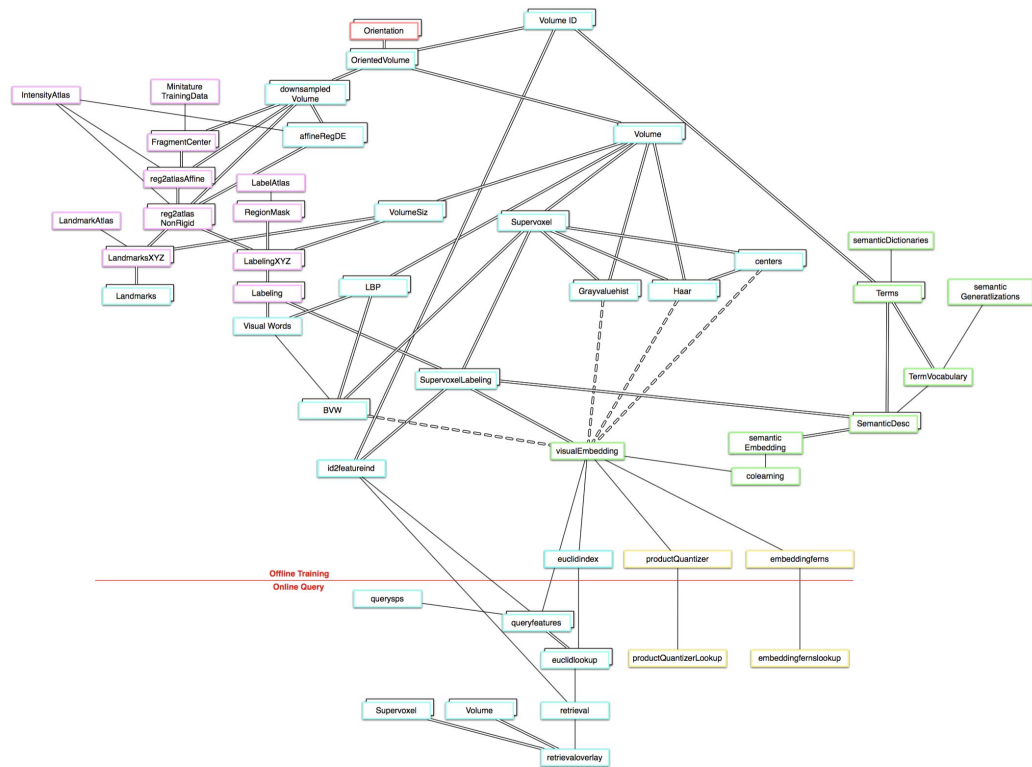 Volume ID
Orientation
OrientedVolume
downsampled
Volume
Minitature
TrainingData
IntensityAtlas
affineRegDE
Volume
FragmentCenter
reg2atlasAffine
LabelAtlas
reg2atlas
NonRigid
RegionMask
VolumeSiz
LandmarkAtlas
Supervoxel
semanticDictionaries
LandmarksXYZ
LabelingXYZ
centers
Landmarks
Labeling
LBP
Grayvaluehist
Haar
Terms
semantic
Generatlizations
Visual Words
SupervoxelLabeling
TermVocabulary
BVW
SemanticDesc
semantic
Embedding
visualEmbedding
id2featureind
colearning
euclidindex
productQuantizer
embeddingferns
Offline Training
Online Query
querysps
queryfeatures
euclidlookup
productQuantizerLookup
embeddingfernslookup
Supervoxel
Volume
retrieval
retrievaloverlay